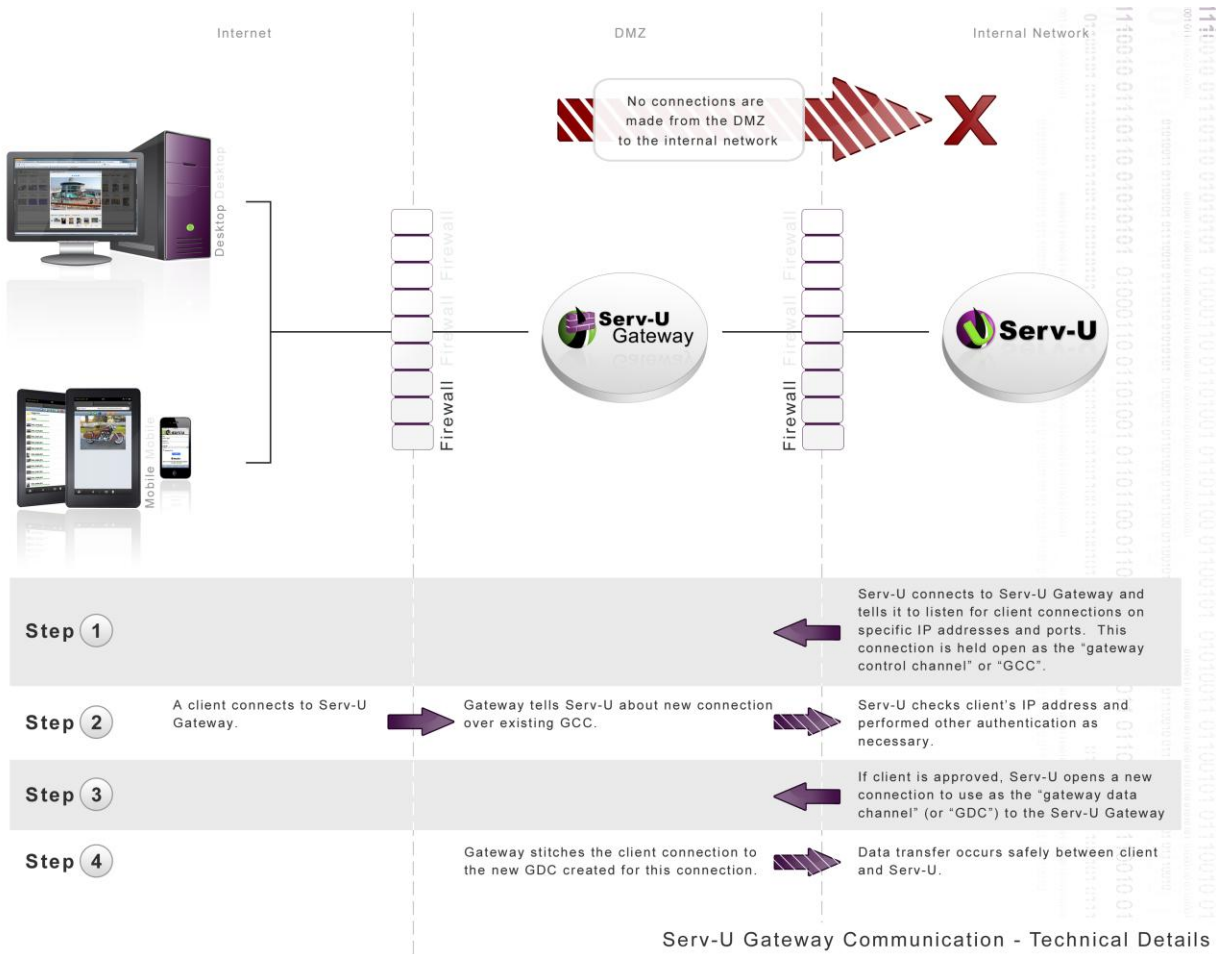 Internet
DMZ
Internal Network
No connections are
made from the DMZ
to the internal network
Desktop Desktop
Mobile Mobile
Firewall Firewall Firewall
Serv-U
Gateway
Firewall Firewall Firewall
Serv-U
Step 1
Serv-U connects to Serv-U Gateway and
tells it to listen for client connections on
specific IP addresses and ports. This
connection is held open as the “gateway
control channel” or “GCC”.
Step 2
A client connects to Serv-U
Gateway.
Gateway tells Serv-U about new connection
over existing GCC.
Serv-U checks client's IP address and
performed other authentication as
necessary.
Step 3
If client is approved, Serv-U opens a new
connection to use as the “gateway data
channel” (or “GDC”) to the Serv-U Gateway
Step 4
Gateway stitches the client connection to
the new GDC created for this connection.
Data transfer occurs safely between client
and Serv-U.
Serv-U Gateway Communication - Technical Details